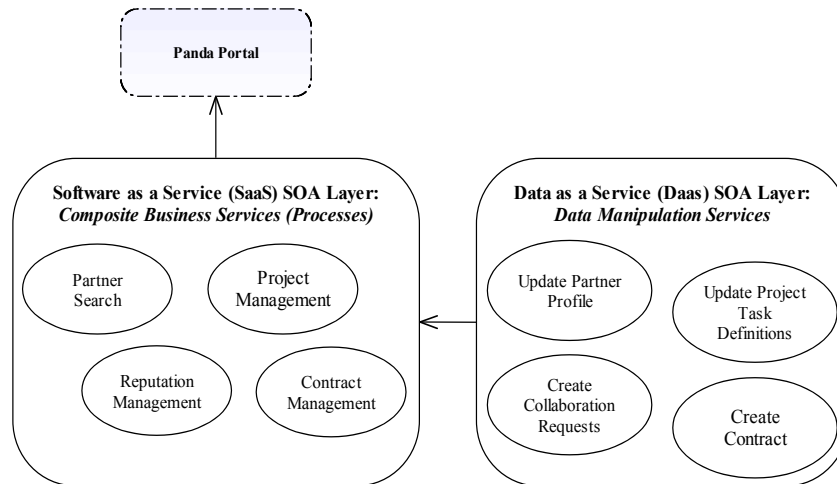 Panda Portal
Software as a Service (SaaS) SOA Layer:
Composite Business Services (Processes)
Partner
Search
Project
Management
Reputation
Management
Contract
Management
Data as a Service (Daas) SOA Layer:
Data Manipulation Services
Update Partner
Profile
Update Project
Task
Definitions
Create
Collaboration
Requests
Create
Contract